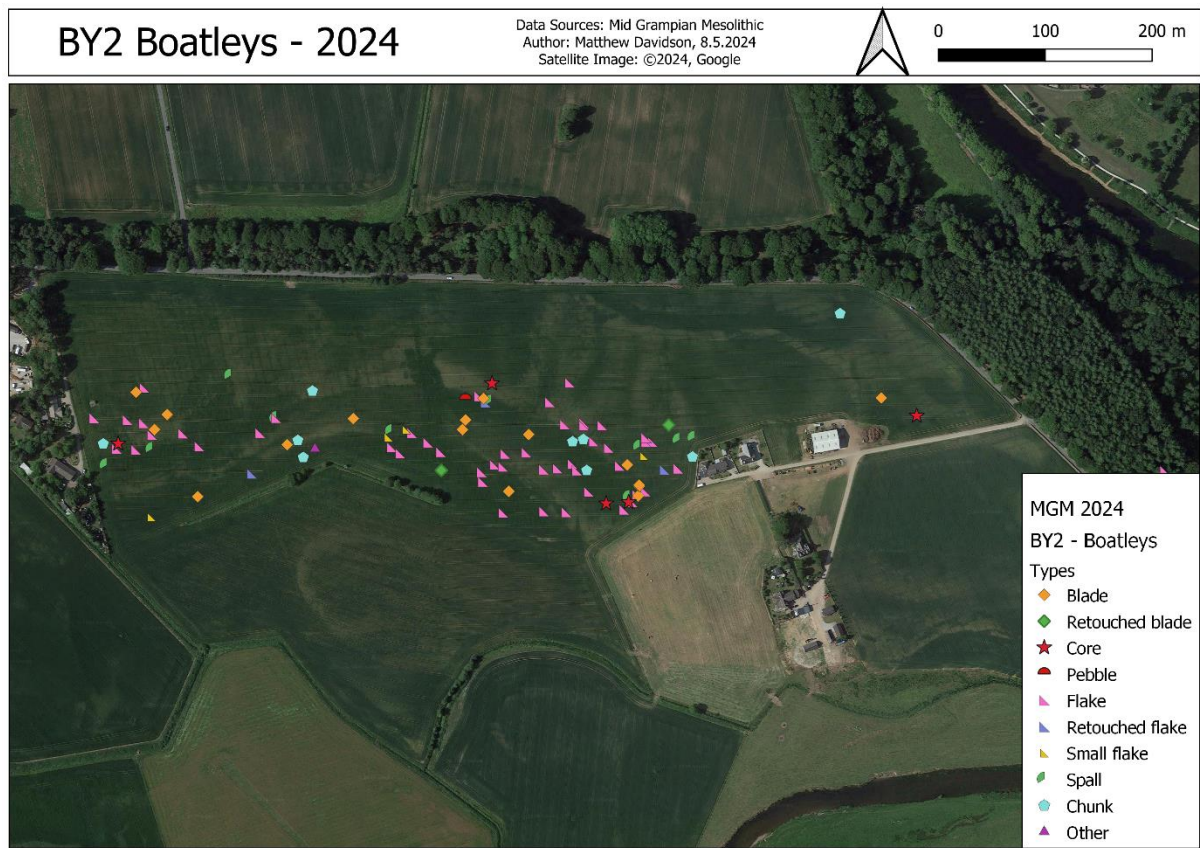 BY2 Boatleys - 2024
Data Sources: Mid Grampian Mesolithic
Author: Matthew Davidson, 8.5.2024
Satellite Image: ©2024, Google
0 100 200 m
MGM 2024
BY2 - Boatleys
Types
Blade
Retouched blade
Core
Pebble
Flake
Retouched flake
Small flake
Spall
Chunk
Other